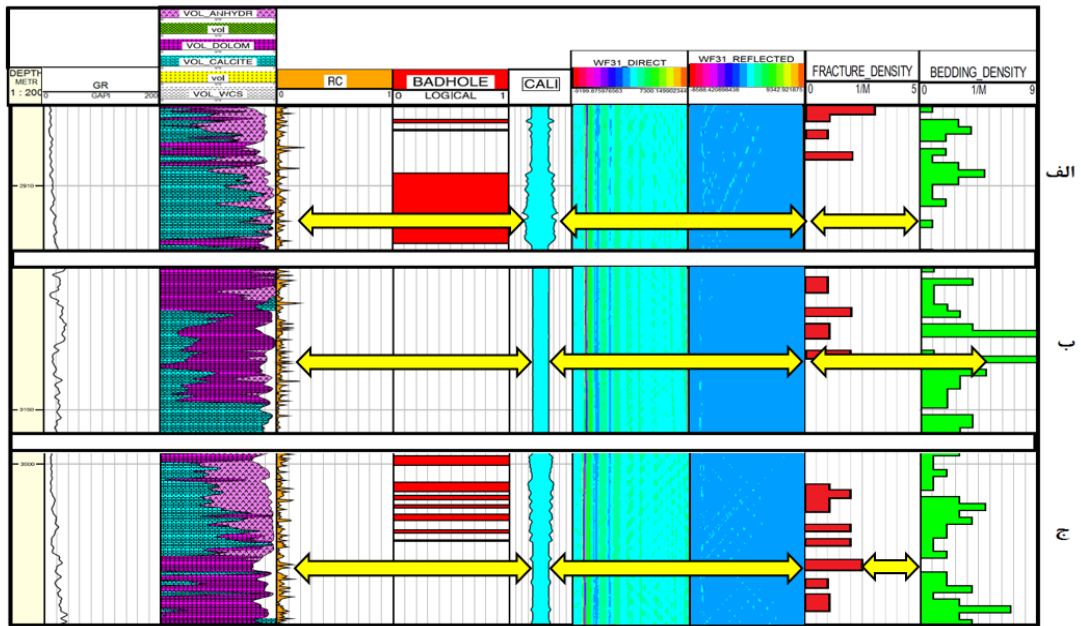 VOL_ANHYDR
vol
VOL_DOLOM
VOL_CALCITE
vol
VOL_WCS
DEPTH
METR
1 : 200
GR
0 GAPI 200
RC
0 1
BADHOLE
LOGICAL
0 1
CALI
WF31_DIRECT
WF31_REFLECTED
FRACTURE_DENSITY
0 1/M 5
BEDDING_DENSITY
0 1/M 9
2910
الف
3150
ب
3000
ج